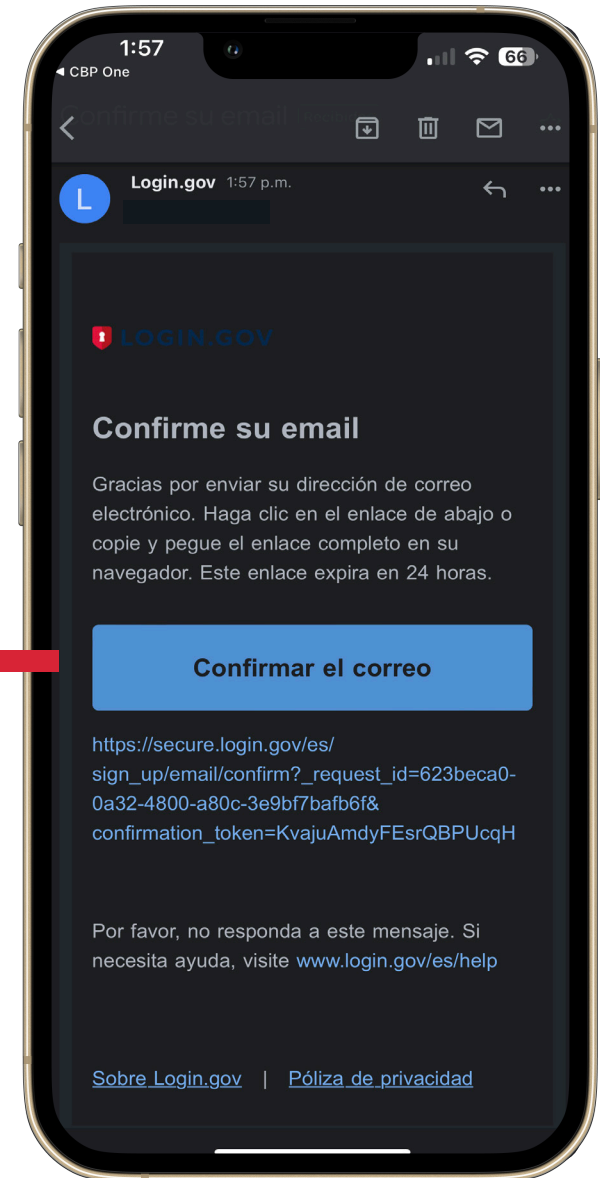 1:57
66
CBP One
Confirme su email
Login.gov 1:57 p.m.
L
LOGIN.GOV
Confirme su email
Gracias por enviar su dirección de correo
electrónico. Haga clic en el enlace de abajo o
copie y pegue el enlace completo en su
navegador. Este enlace expira en 24 horas.
Confirmar el correo
https://secure.login.gov/es/
sign_up/email/confirm?_request_id=623beca0-
0a32-4800-a80c-3e9bf7bafb6f&
confirmation_token=KvajuAmdyFEsrQBPUcqH
Por favor, no responda a este mensaje. Si
necesita ayuda, visite www.login.gov/es/help
Sobre Login.gov | Póliza de privacidad